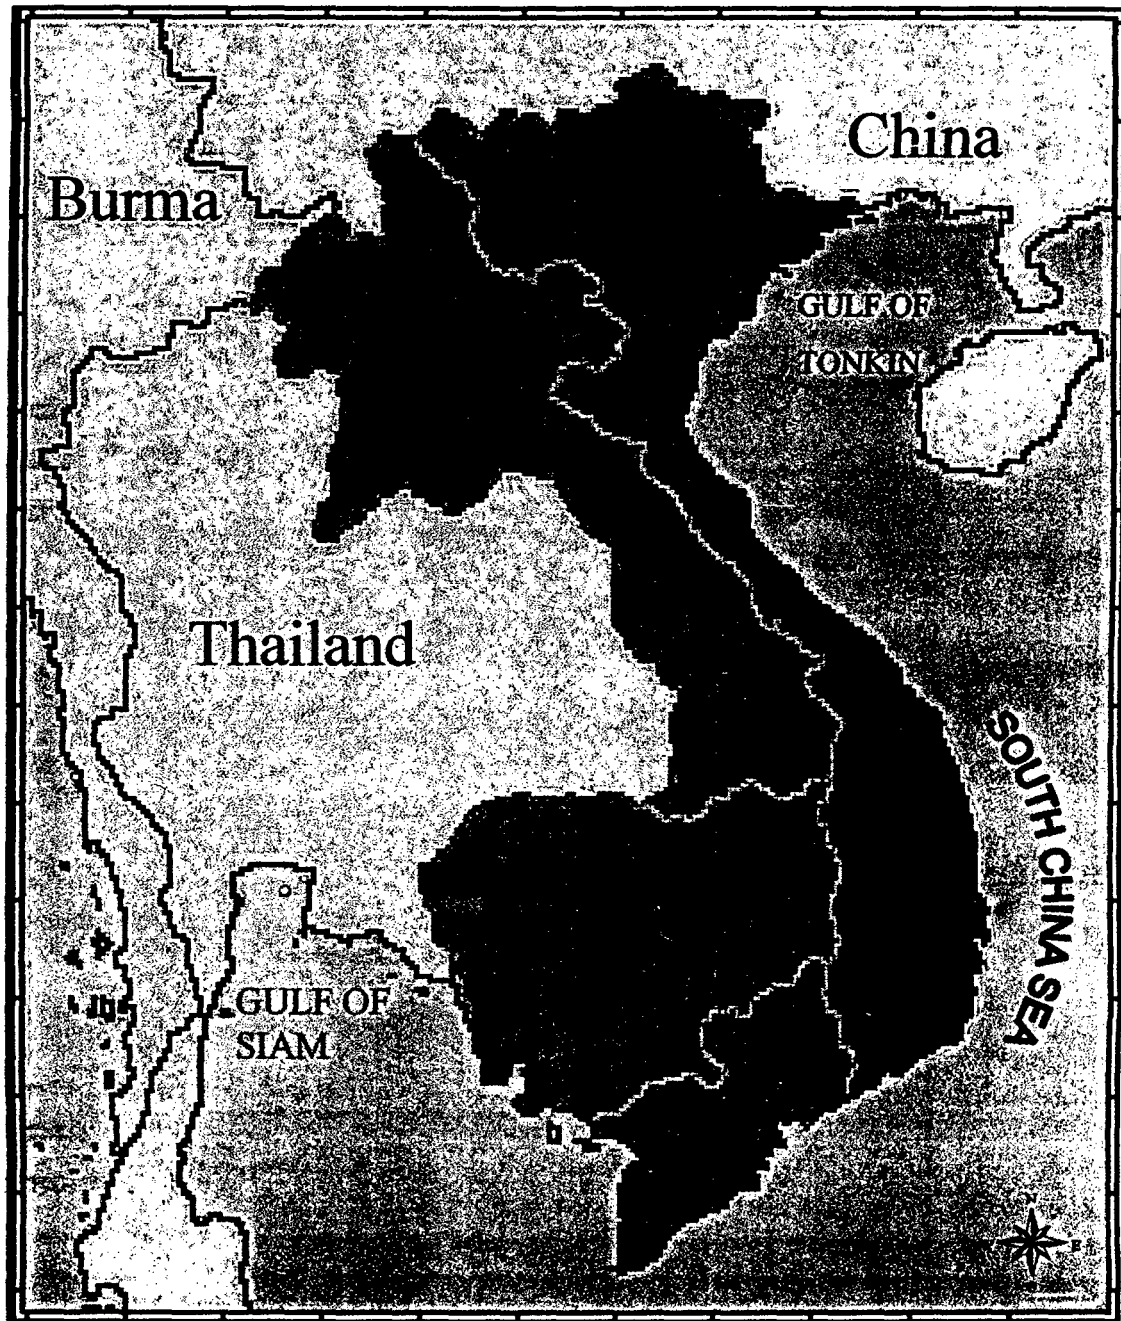 China
Burma
GULF OF
TONKIN
Thailand
SOUTH CHINA SEA
GULF OF
SIAM
E